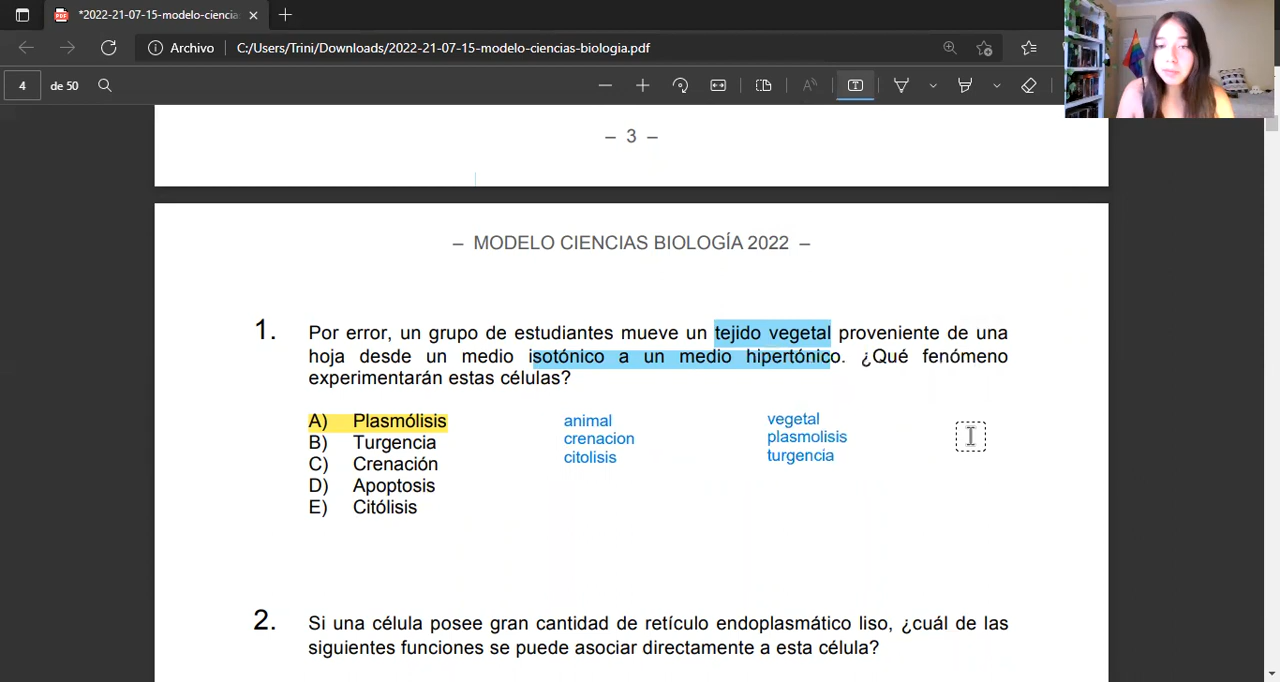 *2022-21-07-15-modelo-ciencia
Archivo
C:/Users/Trini/Downloads/2022-21-07-15-modelo-ciencias-biologia.pdf
4 de 50
– 3 –
– MODELO CIENCIAS BIOLOGÍA 2022 –
1. Por error, un grupo de estudiantes mueve un tejido vegetal proveniente de una
hoja desde un medio isotónico a un medio hipertónico. ¿Qué fenómeno
experimentarán estas células?
A) Plasmólisis
B) Turgencia
C) Crenación
D) Apoptosis
E) Citólisis
animal
crenacion
citolisis
vegetal
plasmolisis
turgencia
2. Si una célula posee gran cantidad de retículo endoplasmático liso, ¿cuál de las
siguientes funciones se puede asociar directamente a esta célula?